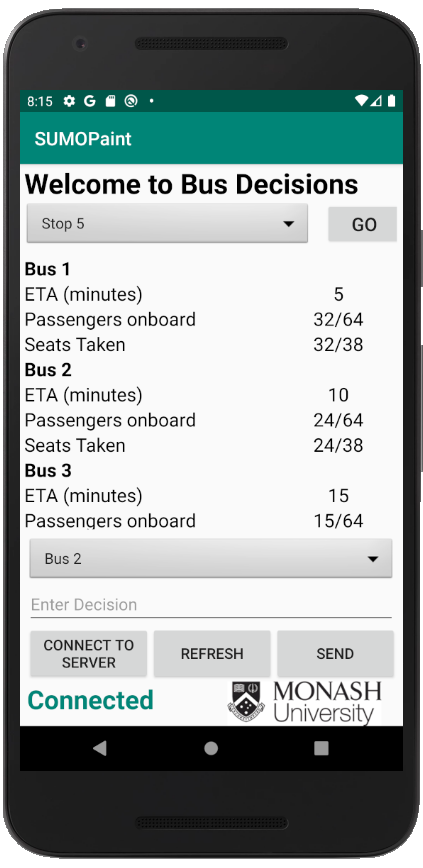 8:15
SUMOPaint
Welcome to Bus Decisions
Stop 5 GO
Bus 1
ETA (minutes) 5
Passengers onboard 32/64
Seats Taken 32/38
Bus 2
ETA (minutes) 10
Passengers onboard 24/64
Seats Taken 24/38
Bus 3
ETA (minutes) 15
Passengers onboard 15/64
Bus 2
Enter Decision
CONNECT TO
SERVER
REFRESH
SEND
Connected
MONASH
University